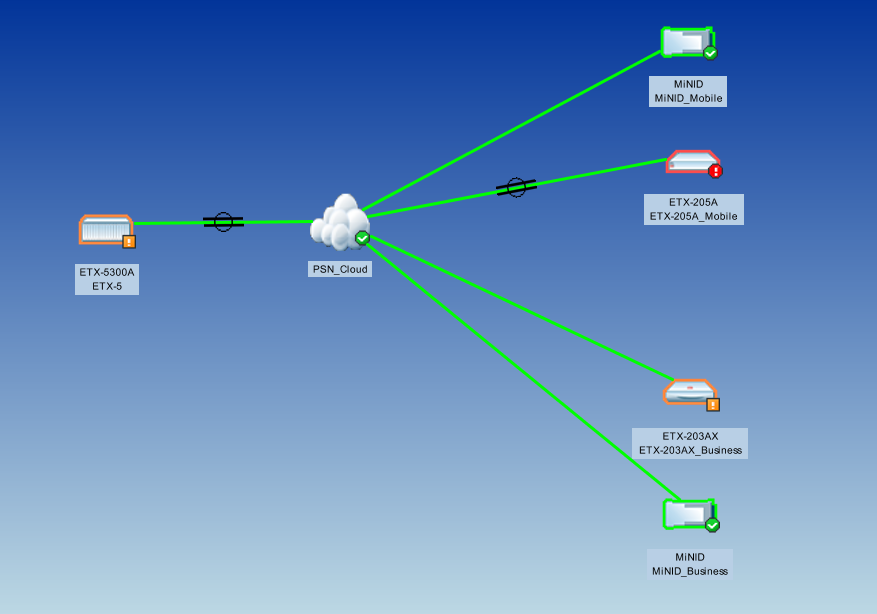 MiNID
MiNID_Mobile
ETX-205A
ETX-205A_Mobile
ETX-5300A
ETX-5
PSN_Cloud
ETX-203AX
ETX-203AX_Business
MiNID
MiNID_Business